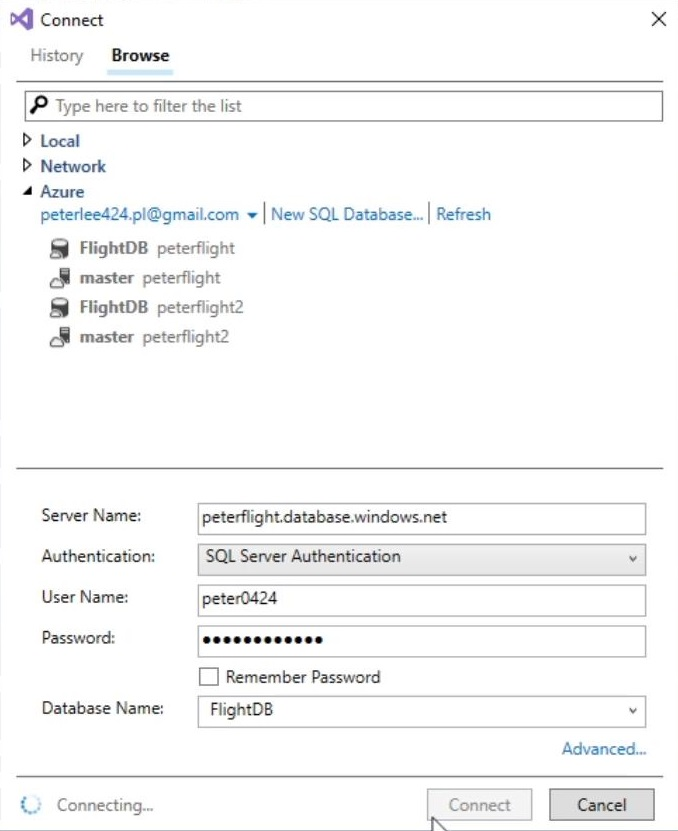 Connect
History Browse
Type here to filter the list
Local
Network
Azure
peterlee424.pl@gmail.com New SQL Database... Refresh
FlightDB peterflight
master peterflight
FlightDB peterflight2
master peterflight2
Server Name: peterflight.database.windows.net
Authentication: SQL Server Authentication
User Name: peter0424
Password: ••••••••••••
Remember Password
Database Name: FlightDB
Advanced...
Connecting... Connect Cancel